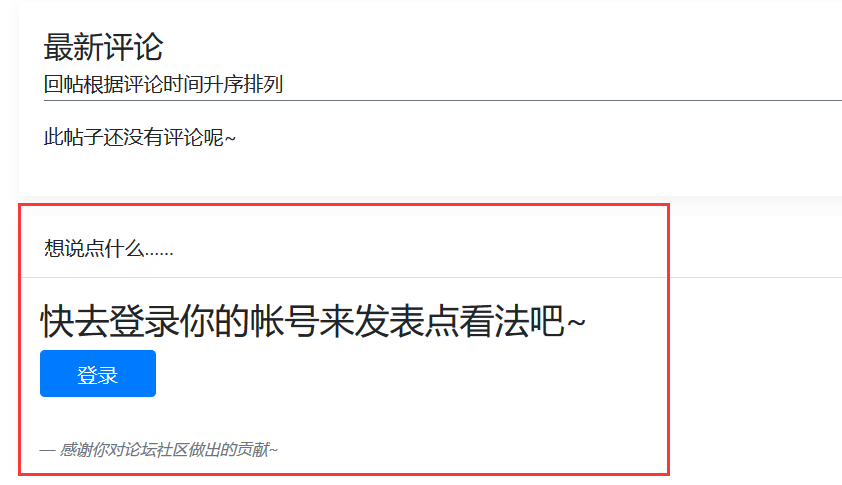 最新评论
回帖根据评论时间升序排列
此帖子还没有评论呢~
想说点什么......
快去登录你的帐号来发表点看法吧~
登录
— 感谢你对论坛社区做出的贡献~